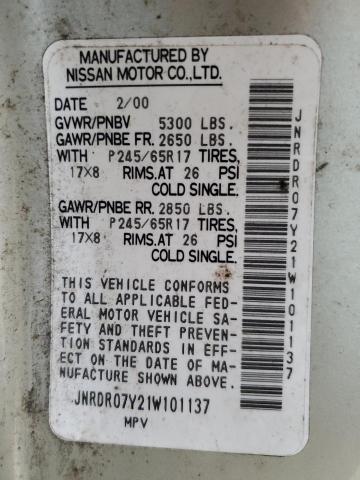 MANUFACTURED BY
NISSAN MOTOR CO.,LTD.
DATE 2/00
GVWR/PNBV 5300 LBS.
GAWR/PNBE FR. 2650 LBS.
WITH P245/65R17 TIRES,
17X8 RIMS.AT 26 PSI
COLD SINGLE.
GAWR/PNBE RR. 2850 LBS.
WITH P245/65R17 TIRES,
17X8 RIMS.AT 26 PSI
COLD SINGLE.
THIS VEHICLE CONFORMS
TO ALL APPLICABLE FED-
ERAL MOTOR VEHICLE SA-
FETY AND THEFT PREVEN-
TION STANDARDS IN EFF-
ECT ON THE DATE OF MA-
NUFACTURE SHOWN ABOVE.
JNRDR07Y21W101137
MPV
JNRDR07Y21W101137